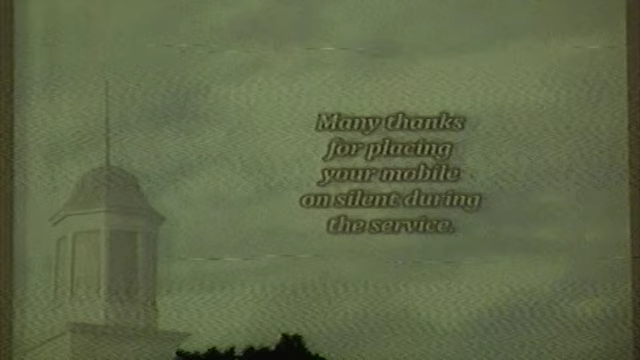 Many thanks
for placing
your mobile
on silent during
the service.